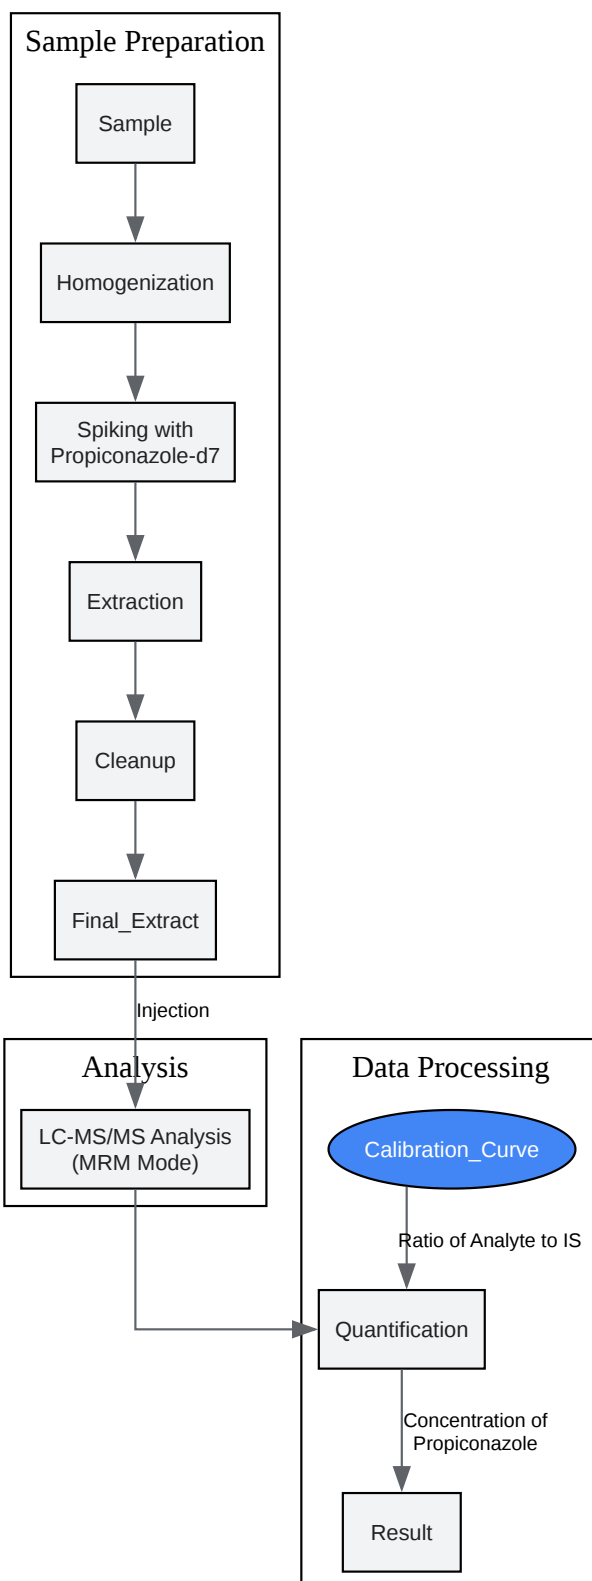 Sample Preparation
Sample
Homogenization
Spiking with
Propiconazole-d7
Extraction
Cleanup
Final_Extract
Injection
Analysis
LC-MS/MS Analysis
(MRM Mode)
Data Processing
Calibration_Curve
Ratio of Analyte to IS
Quantification
Concentration of
Propiconazole
Result